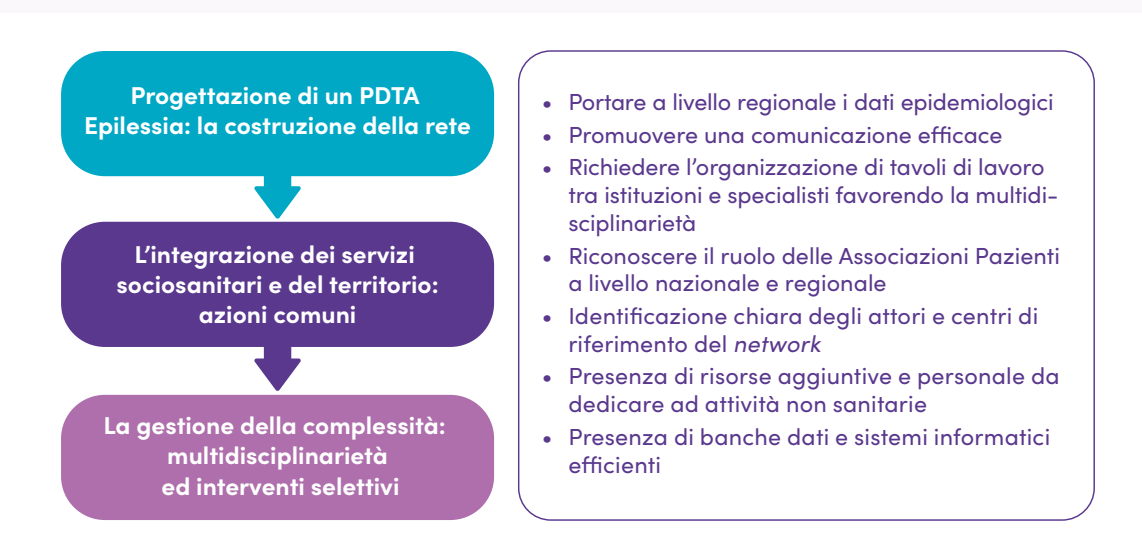 Progettazione di un PDTA
Epilessia: la costruzione della rete
L'integrazione dei servizi
sociosanitari e del territorio:
azioni comuni
La gestione della complessità:
multidisciplinarietà
ed interventi selettivi
• Portare a livello regionale i dati epidemiologici
• Promuovere una comunicazione efficace
• Richiedere l'organizzazione di tavoli di lavoro
tra istituzioni e specialisti favorendo la multidi-
sciplinarietà
• Riconoscere il ruolo delle Associazioni Pazienti
a livello nazionale e regionale
• Identificazione chiara degli attori e centri di
riferimento del network
• Presenza di risorse aggiuntive e personale da
dedicare ad attività non sanitarie
• Presenza di banche dati e sistemi informatici
efficienti